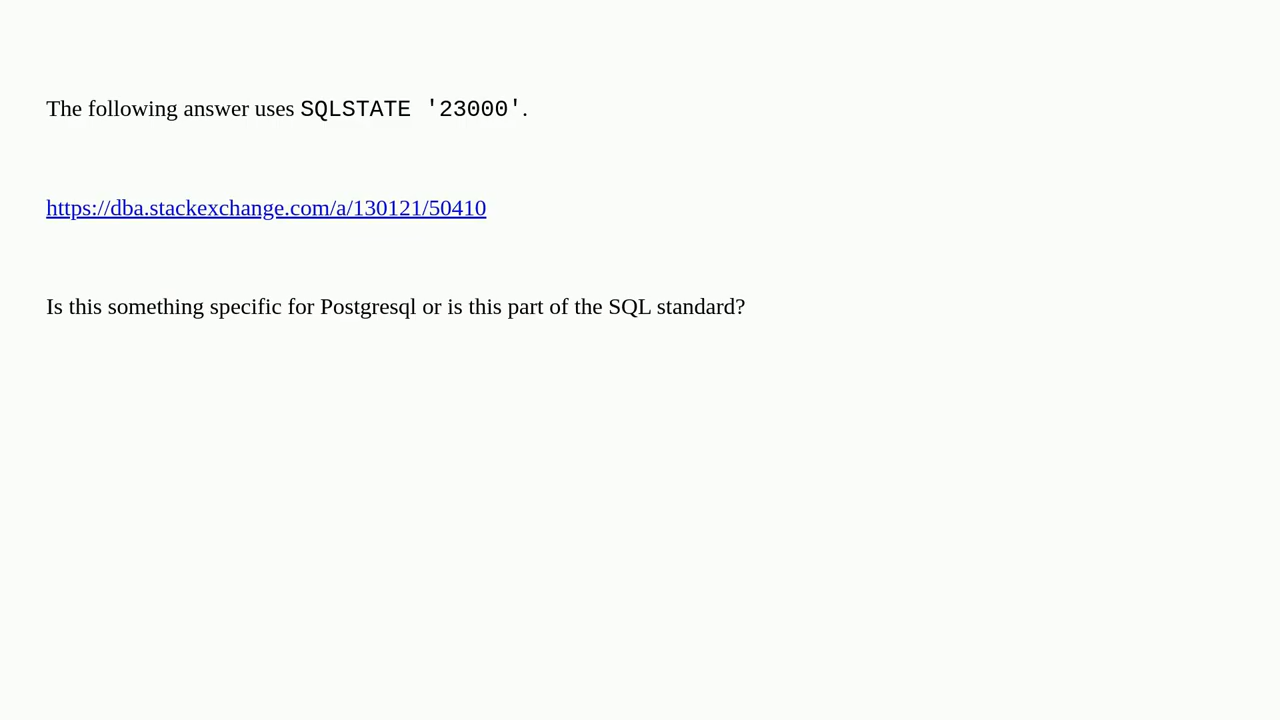 The following answer uses SQLSTATE '23000'.
https://dba.stackexchange.com/a/130121/50410
Is this something specific for Postgresql or is this part of the SQL standard?